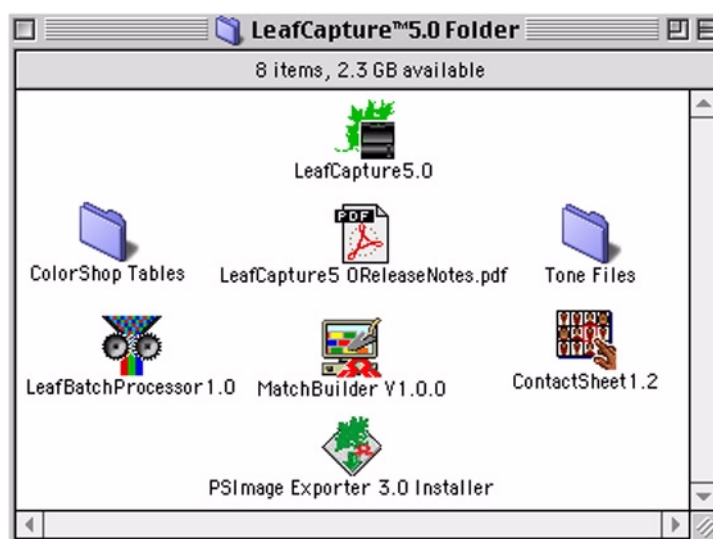 LeafCapture™5.0 Folder
8 items, 2.3 GB available
LeafCapture5.0
ColorShop Tables
PDF
LeafCapture5 0ReleaseNotes.pdf
Tone Files
LeafBatchProcessor1.0
MatchBuilder V1.0.0
ContactSheet1.2
PSImage Exporter 3.0 Installer